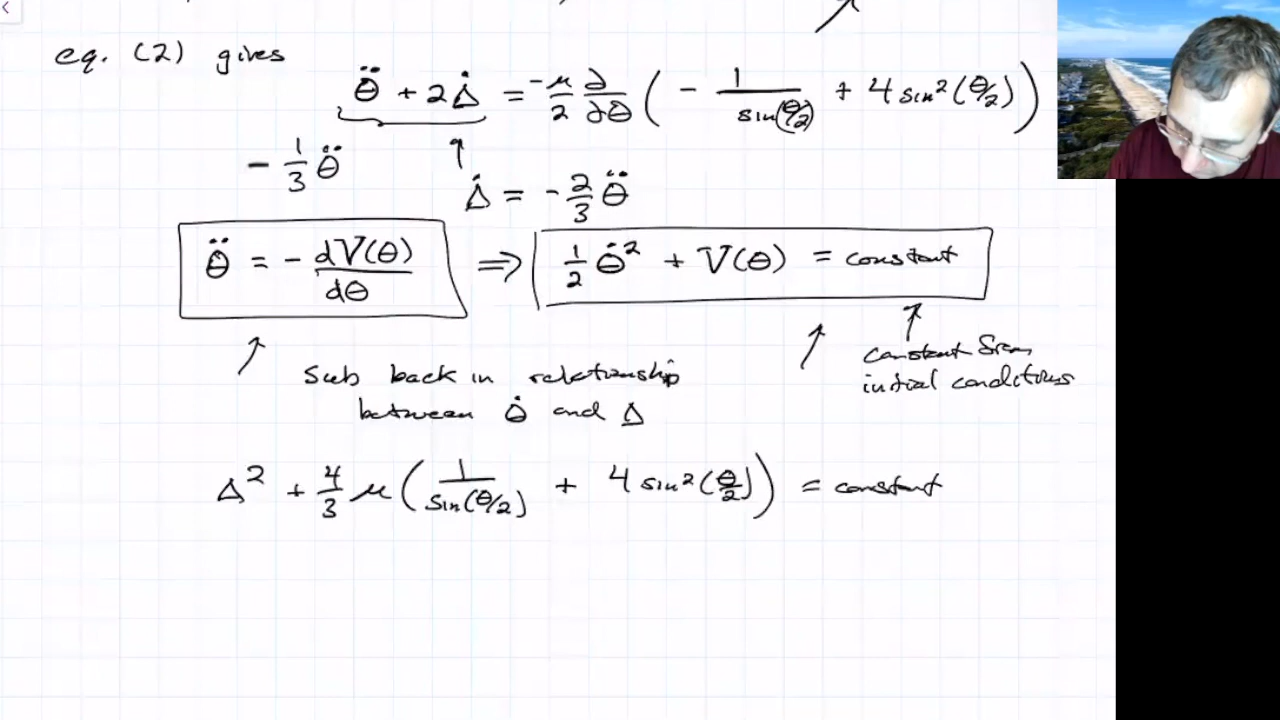 eq. (2) gives
θ̈ + 2Δ̇ = -μ/2 ∂/∂θ ( - 1/sin(θ/2) + 4 sin²(θ/2) )
- 1/3 θ̈
Δ̇ = - 2/3 θ̈
θ̈ = - dV(θ)/dθ ⇒ 1/2 θ̇² + V(θ) = constant
constant from
initial conditions
sub back in relationship
between θ̇ and Δ
Δ² + 4/3 μ ( 1/sin(θ/2) + 4 sin²(θ/2) ) = constant